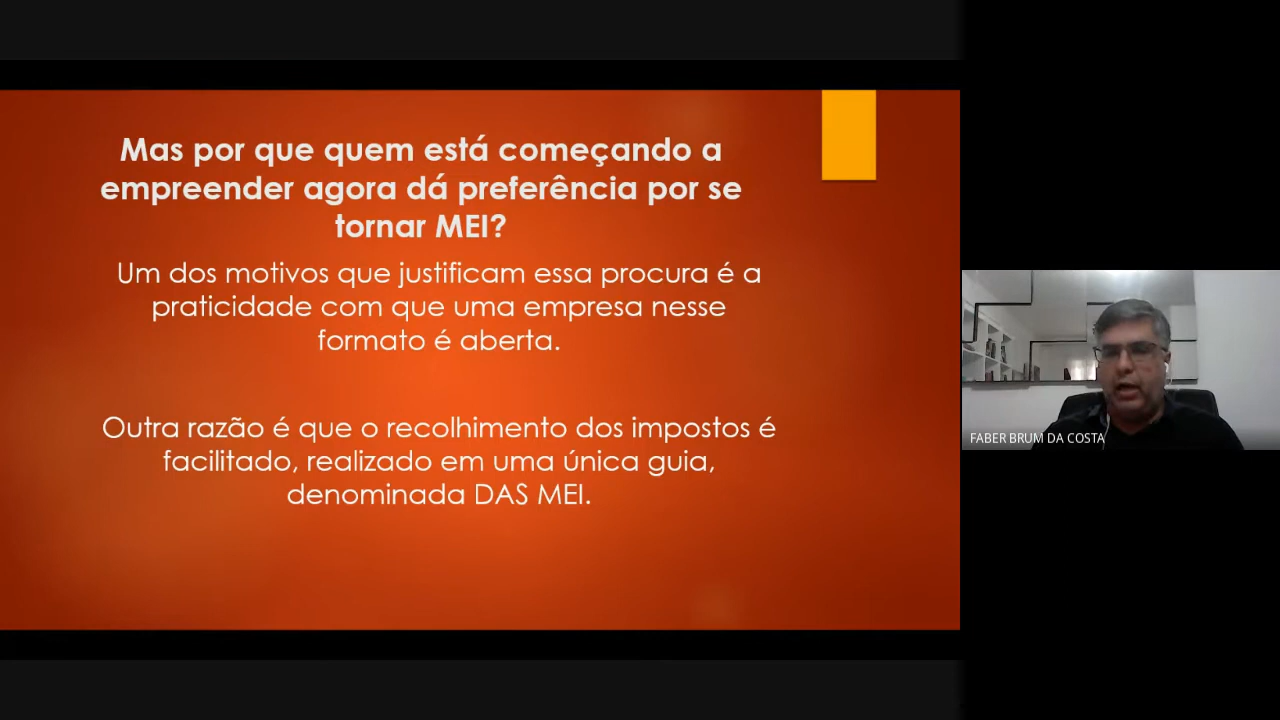 Mas por que quem está começando a
empreender agora dá preferência por se
tornar MEI?
Um dos motivos que justificam essa procura é a
praticidade com que uma empresa nesse
formato é aberta.
Outra razão é que o recolhimento dos impostos é
facilitado, realizado em uma única guia,
denominada DAS MEI.
FABER BRUM DA COSTA